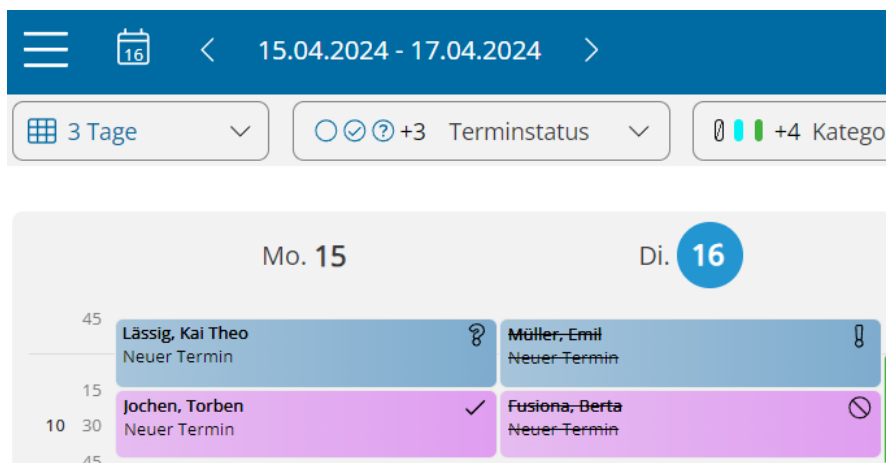 16
15.04.2024 - 17.04.2024
3 Tage
+3 Terminstatus
+4 Katego
Mo. 15
Di. 16
45
Lässig, Kai Theo
Neuer Termin
Müller, Emil
Neuer Termin
15
Jochen, Torben
Neuer Termin
Fusiona, Berta
Neuer Termin
10 30
45